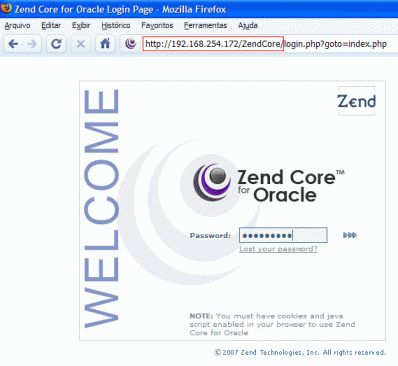 Zend Core for Oracle Login Page - Mozilla Firefox
Arquivo Editar Exibir Histórico Favoritos Ferramentas Ajuda
http://192.168.254.172/ZendCore/login.php?goto=index.php
Zend
WELCOME
Zend Core™
for Oracle
Password:
Lost your password?
NOTE: You must have cookies and java
script enabled in your browser to use Zend
Core for Oracle
©2007 Zend Technologies, Inc. All rights reserved.